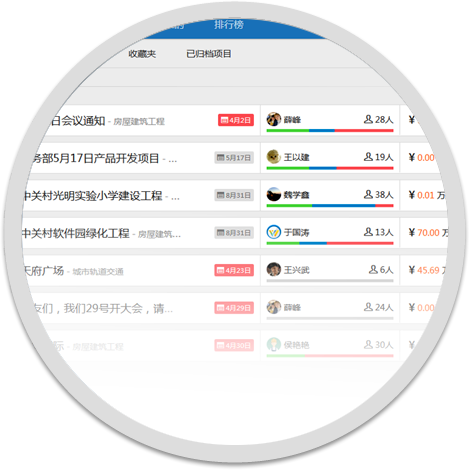 排行榜
收藏夹 已归档项目
日会议通知 - 房屋建筑工程 4月2日 薛峰 28人 ¥
务部5月17日产品开发项目 - ... 5月17日 王以建 19人 ¥ 0.00
中关村光明实验小学建设工程 - ... 8月31日 魏学鑫 38人 ¥ 0.01 万
中关村软件园绿化工程 - 房屋建筑... 8月31日 于国涛 13人 ¥ 70.00 万
天府广场 - 城市轨道交通 4月23日 王兴武 6人 ¥ 45.69 万
友们，我们29号开大会，请... 4月29日 薛峰 24人 ¥ 0.00
际 - 房屋建筑工程 4月30日 侯艳艳 30人 ¥